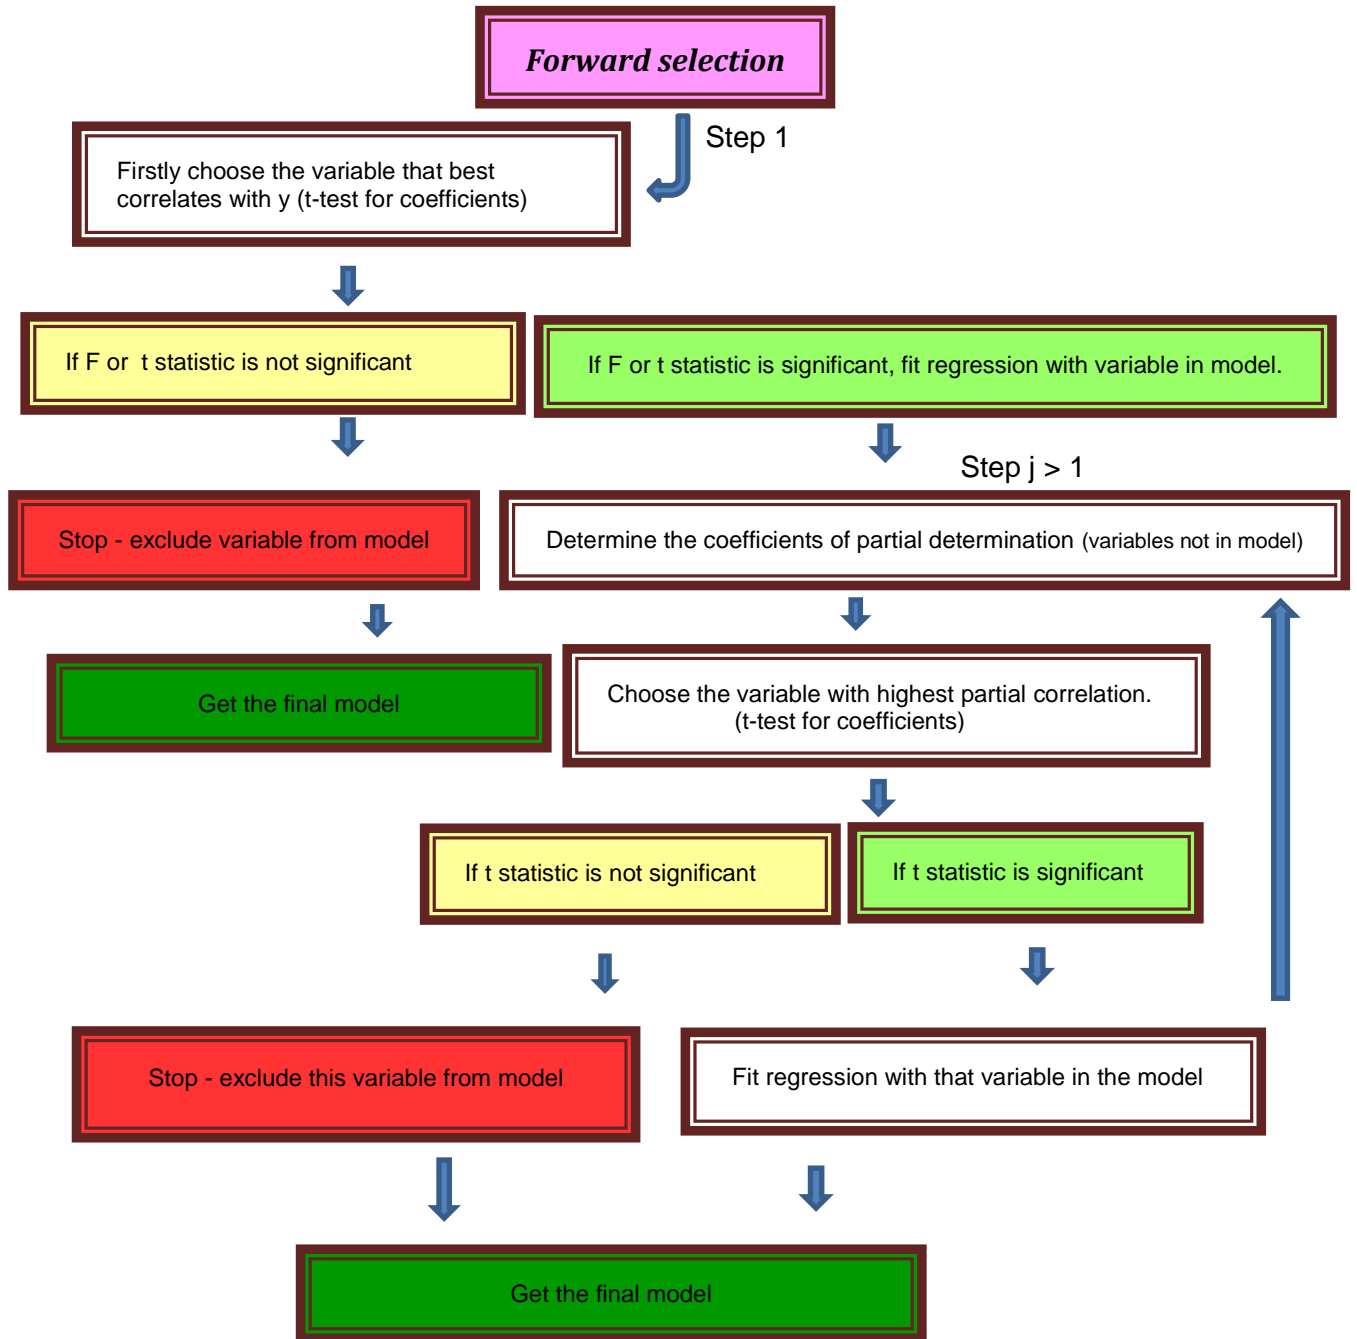 Forward selection
Step 1
Firstly choose the variable that best
correlates with y (t-test for coefficients)
If F or t statistic is not significant
If F or t statistic is significant, fit regression with variable in model.
Step j > 1
Stop - exclude variable from model
Determine the coefficients of partial determination (variables not in model)
Get the final model
Choose the variable with highest partial correlation.
(t-test for coefficients)
If t statistic is not significant
If t statistic is significant
Stop - exclude this variable from model
Fit regression with that variable in the model
Get the final model